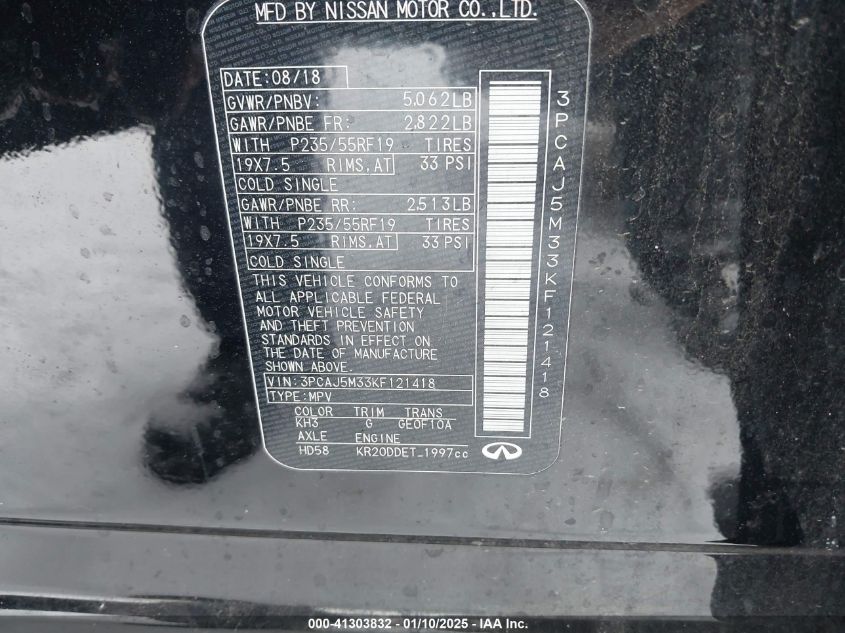 MFD BY NISSAN MOTOR CO.,LTD.
DATE:08/18
GVWR/PNBV: 5,062LB
GAWR/PNBE FR: 2,822LB
WITH P235/55RF19 TIRES
19X7.5 RIMS,AT 33 PSI
COLD SINGLE
GAWR/PNBE RR: 2,513LB
WITH P235/55RF19 TIRES
19X7.5 RIMS,AT 33 PSI
COLD SINGLE
THIS VEHICLE CONFORMS TO
ALL APPLICABLE FEDERAL
MOTOR VEHICLE SAFETY
AND THEFT PREVENTION
STANDARDS IN EFFECT ON
THE DATE OF MANUFACTURE
SHOWN ABOVE.
VIN:3PCAJ5M33KF121418
TYPE:MPV
COLOR TRIM TRANS
KH3 G GEOF10A
AXLE ENGINE
HD58 KR20DDET_1997cc
3PCAJ5M33KF121418
000-41303832 - 01/10/2025 - IAA Inc.